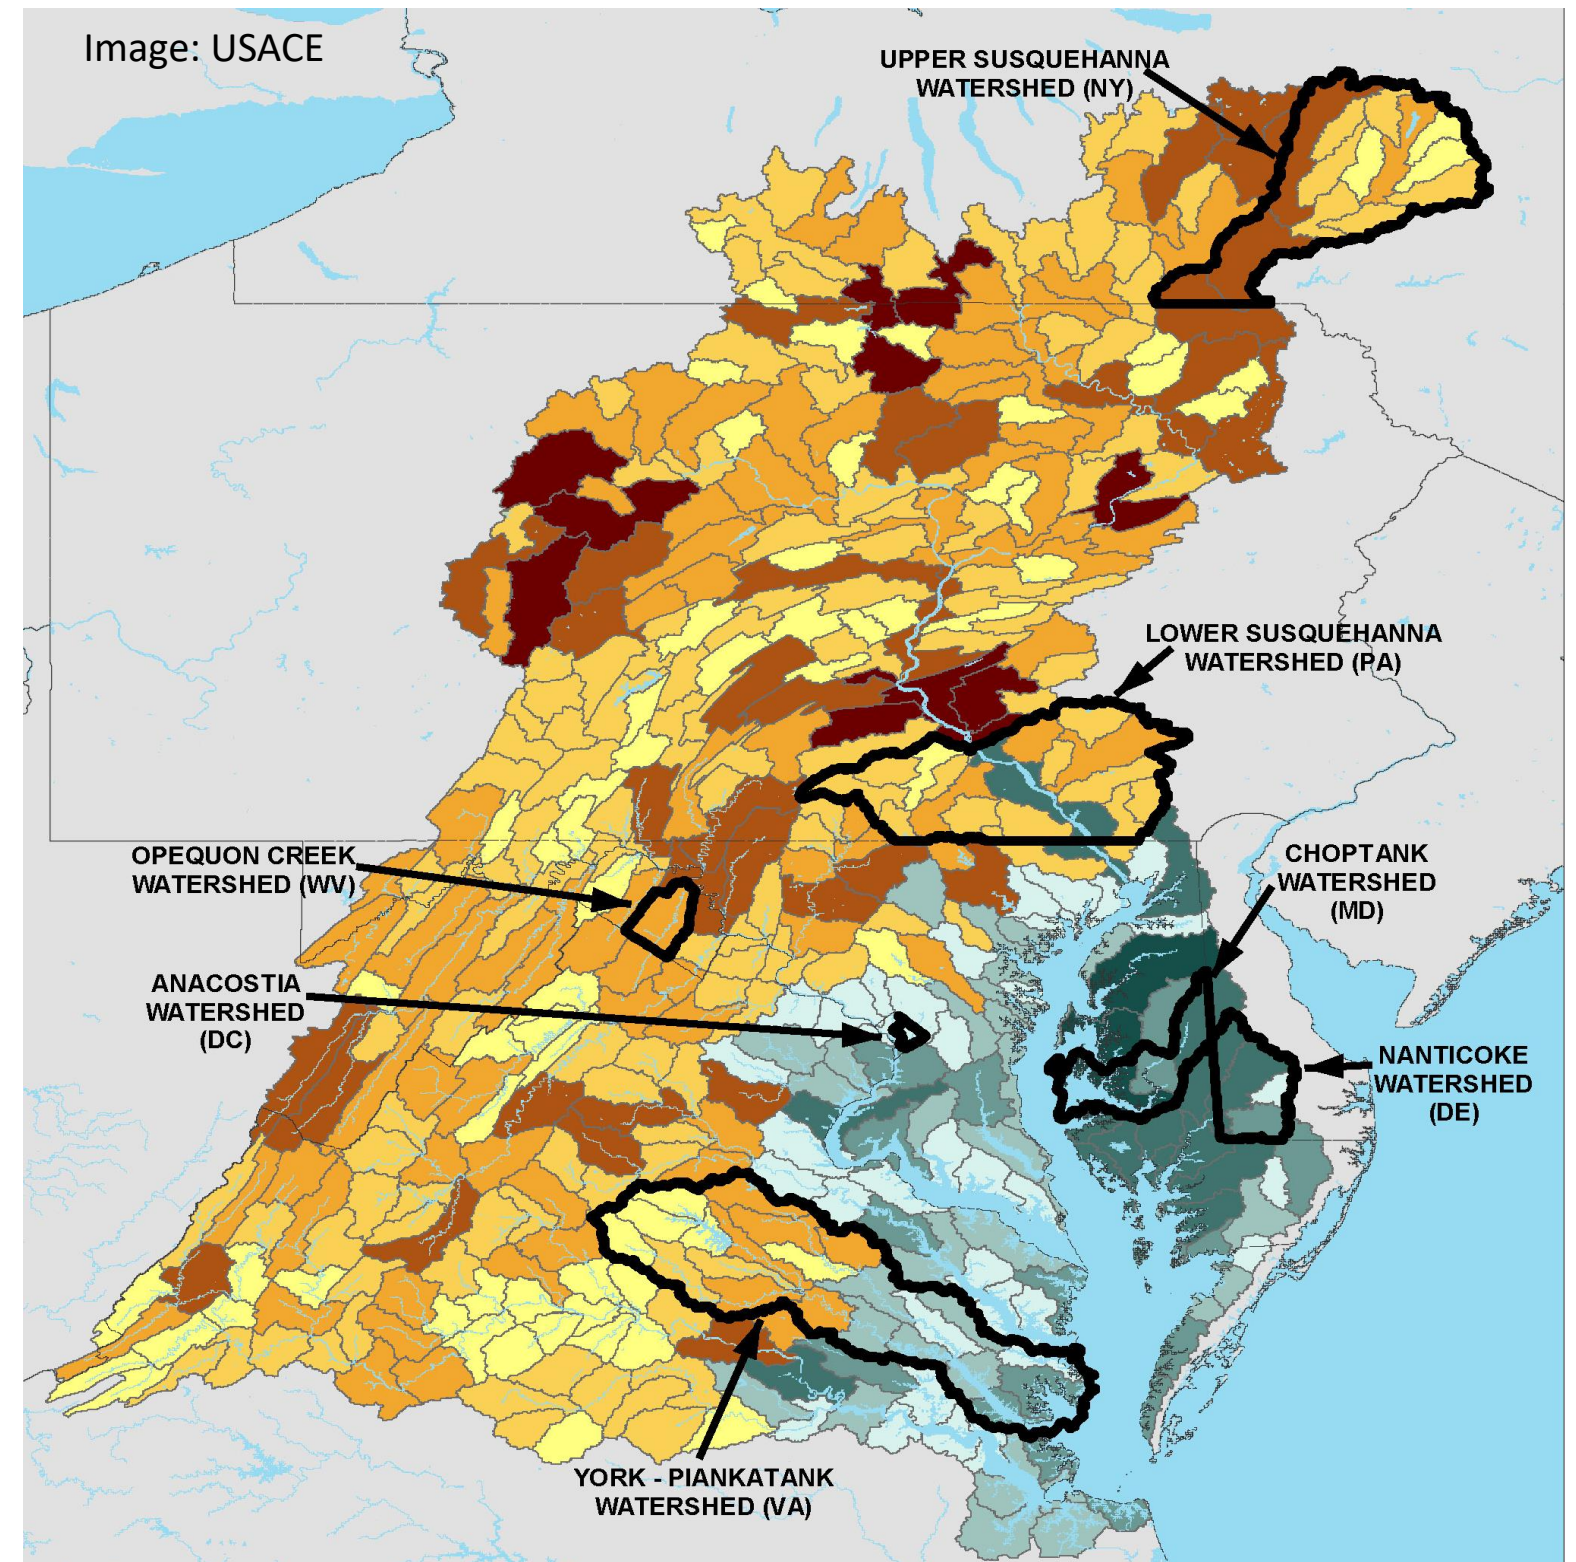 Image: USACE
UPPER SUSQUEHANNA
WATERSHED (NY)
LOWER SUSQUEHANNA
WATERSHED (PA)
OPEQUON CREEK
WATERSHED (WV)
CHOPTANK
WATERSHED
(MD)
ANACOSTIA
WATERSHED
(DC)
NANTICOKE
WATERSHED
(DE)
YORK - PIANKATANK
WATERSHED (VA)